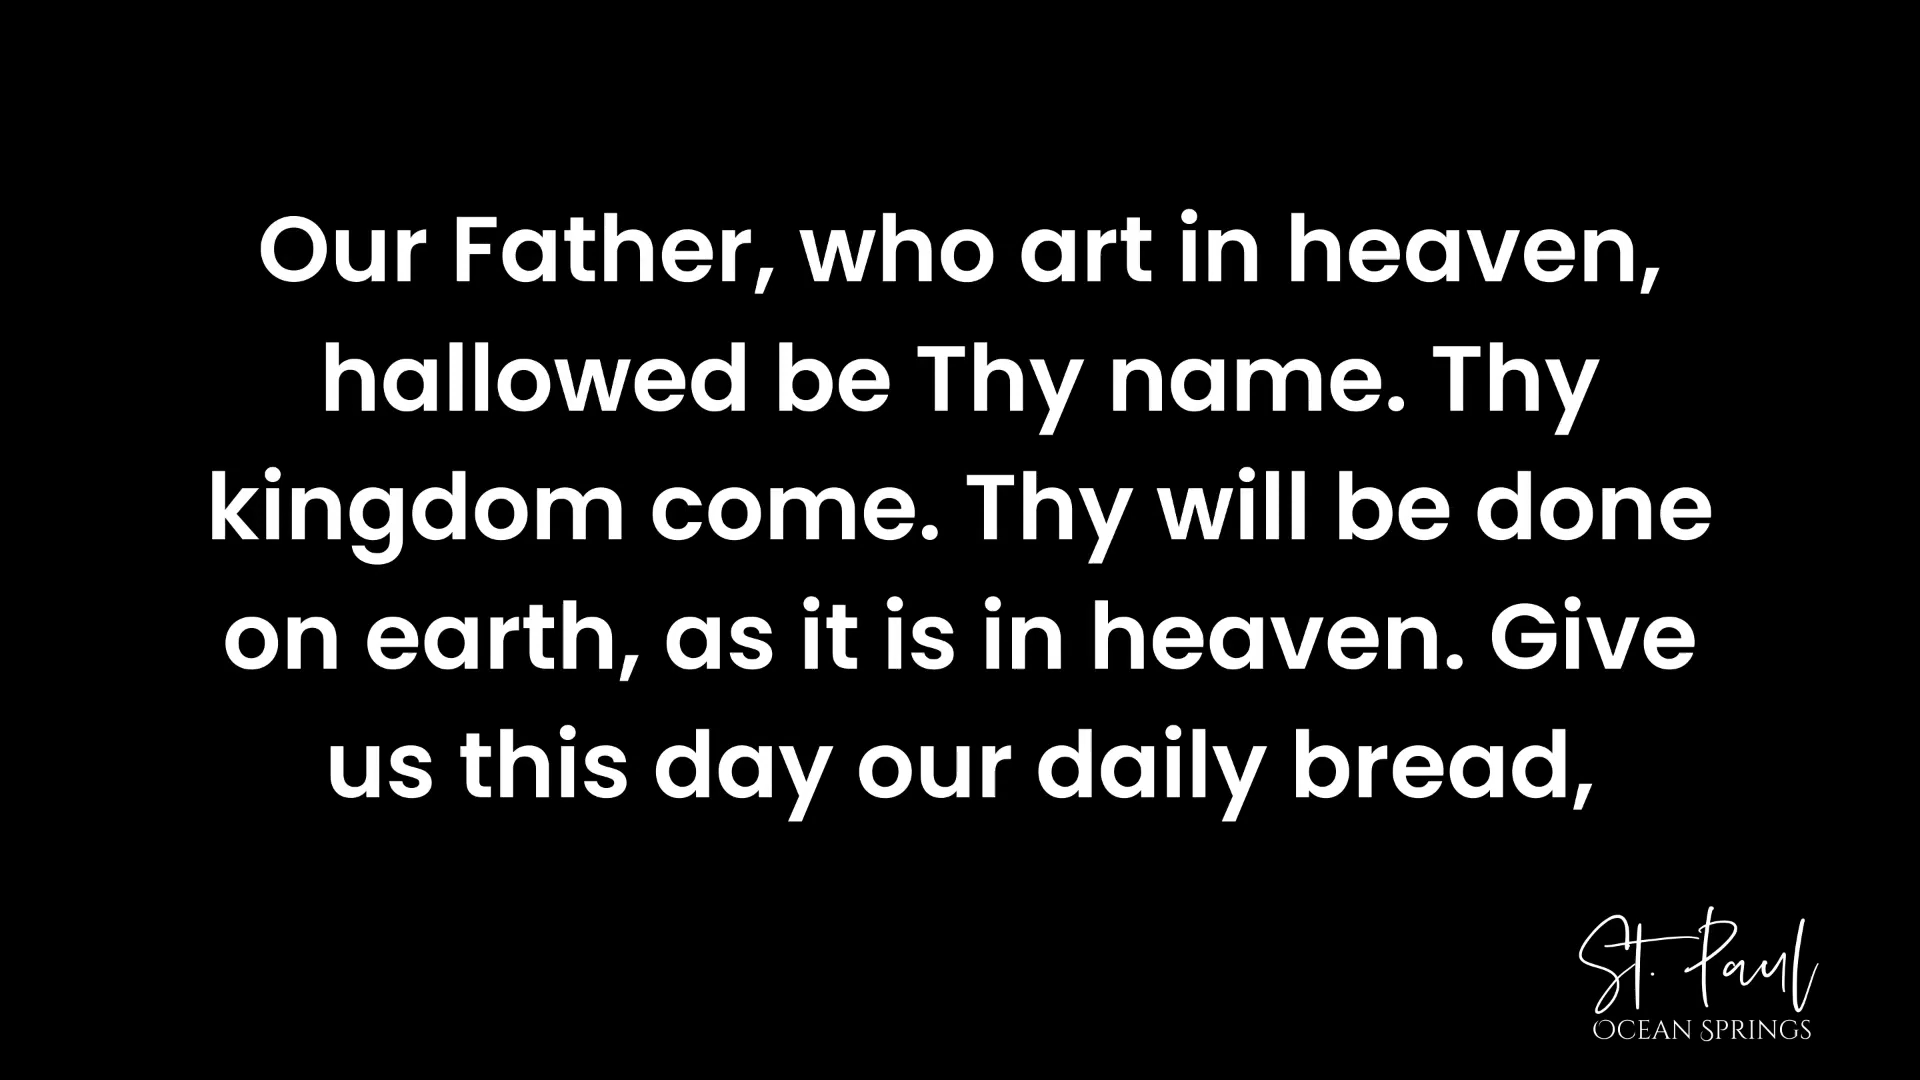 Our Father, who art in heaven,
hallowed be Thy name. Thy
kingdom come. Thy will be done
on earth, as it is in heaven. Give
us this day our daily bread,
St. Paul
OCEAN SPRINGS